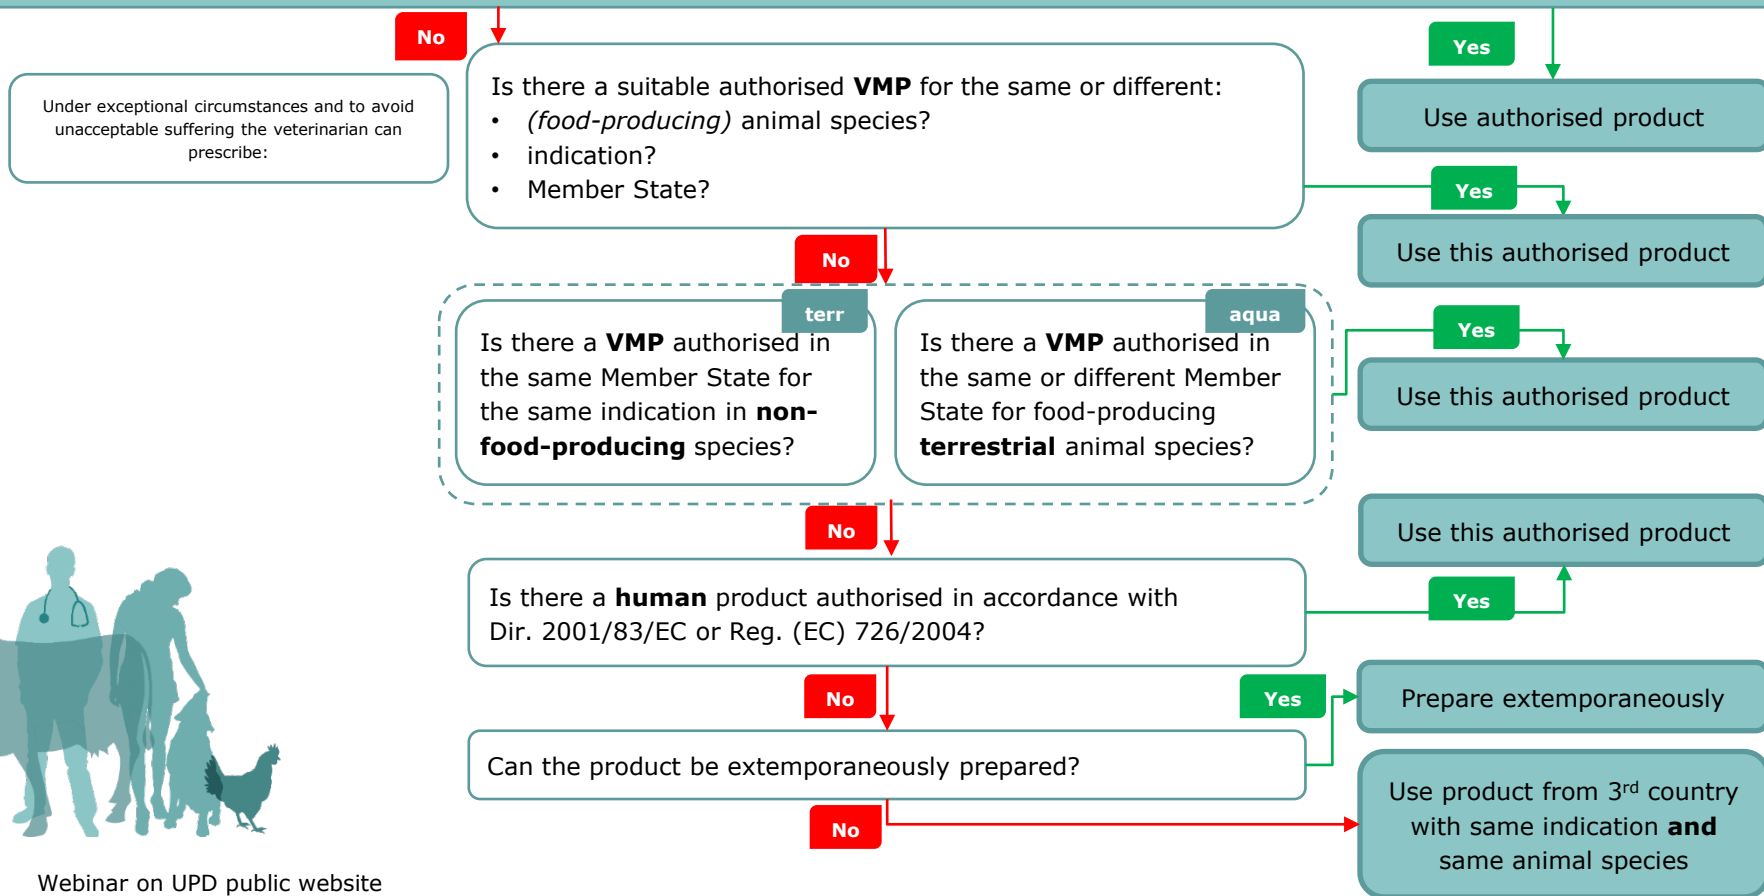 No
Yes
Under exceptional circumstances and to avoid
unacceptable suffering the veterinarian can
prescribe:
Is there a suitable authorised VMP for the same or different:
• (food-producing) animal species?
• indication?
• Member State?
Use authorised product
Yes
Use this authorised product
No
terr
Is there a VMP authorised in
the same Member State for
the same indication in non-
food-producing species?
aqua
Is there a VMP authorised in
the same or different Member
State for food-producing
terrestrial animal species?
Yes
Use this authorised product
No
Use this authorised product
Is there a human product authorised in accordance with
Dir. 2001/83/EC or Reg. (EC) 726/2004?
Yes
No
Yes
Prepare extemporaneously
Can the product be extemporaneously prepared?
No
Use product from 3rd country
with same indication and
same animal species
Webinar on UPD public website